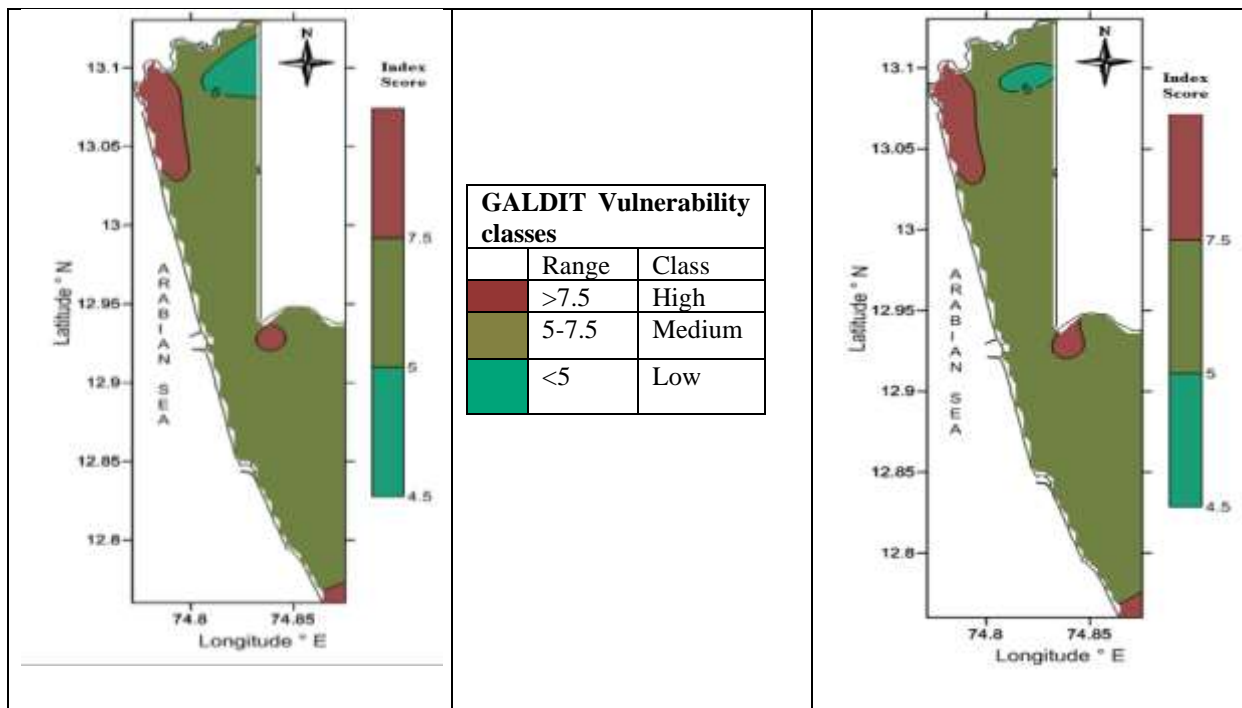 N
Index
Score
13.1
13.05
13
12.95
12.9
12.85
12.8
Latitude ° N
ARABIAN SEA
5
7.5
5
4.5
74.8 74.85
Longitude ° E
GALDIT Vulnerability
classes
Range Class
>7.5 High
5-7.5 Medium
<5 Low
N
Index
Score
13.1
13.05
13
12.95
12.9
12.85
12.8
Latitude ° N
ARABIAN SEA
5
7.5
5
4.5
74.8 74.85
Longitude ° E